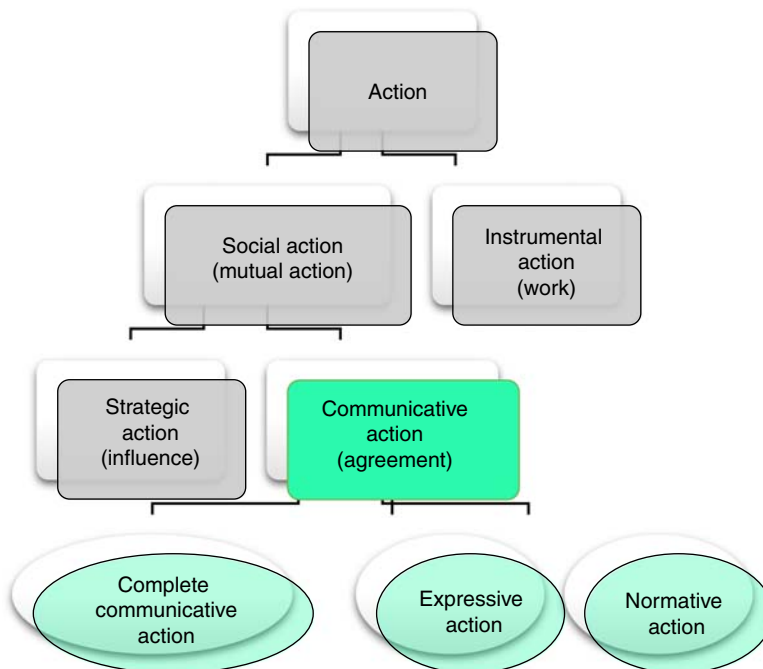 Action
Social action
(mutual action)
Instrumental
action
(work)
Strategic
action
(influence)
Communicative
action
(agreement)
Complete
communicative
action
Expressive
action
Normative
action